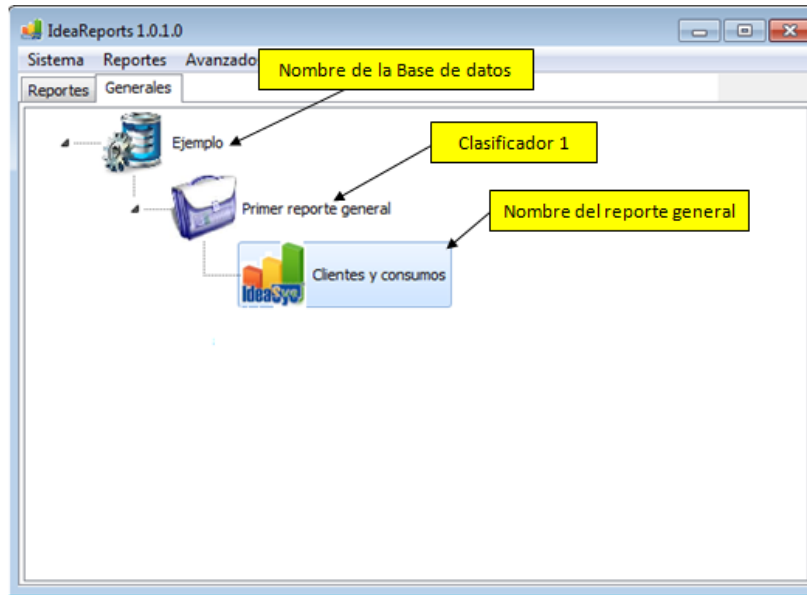 IdeaReports 1.0.1.0
Sistema Reportes Avanzado
Nombre de la Base de datos
Reportes Generales
Ejemplo
Clasificador 1
Primer reporte general
Nombre del reporte general
Clientes y consumos
IdeaSys